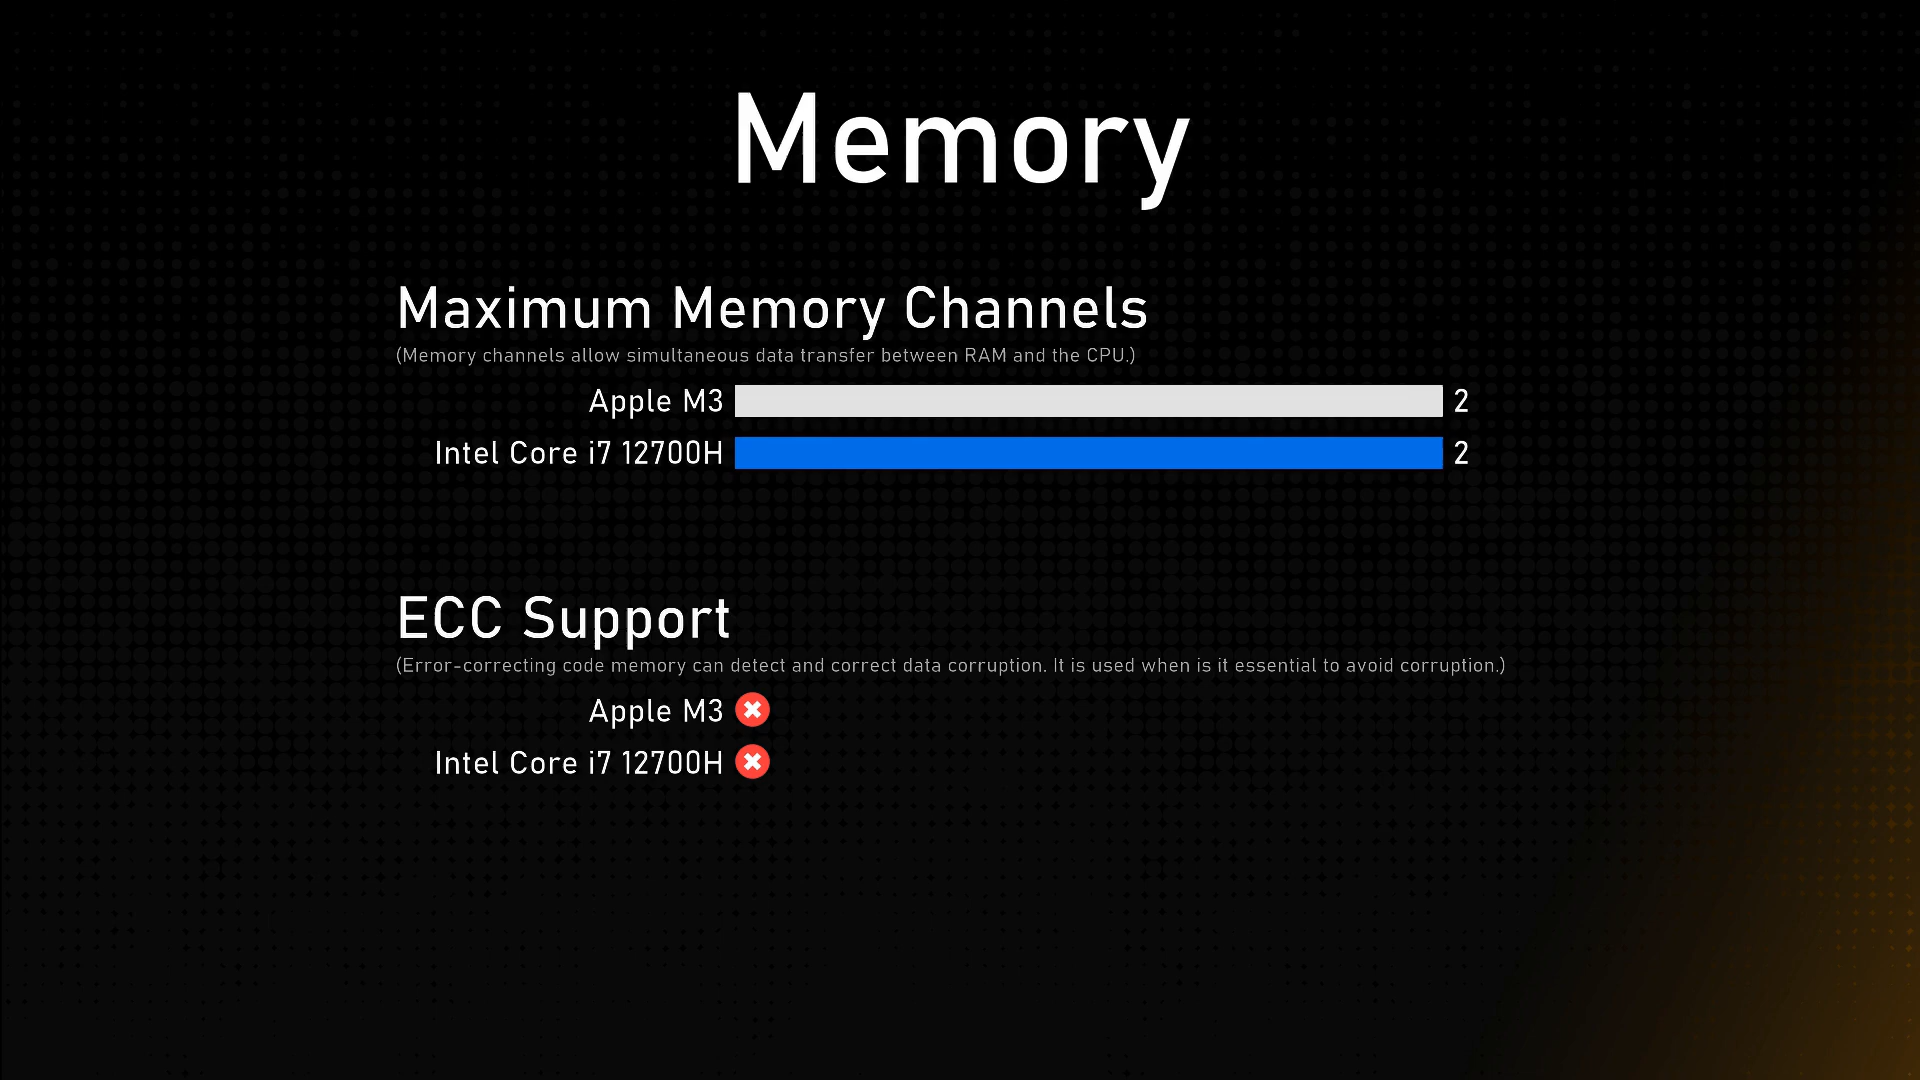 Memory
Maximum Memory Channels
(Memory channels allow simultaneous data transfer between RAM and the CPU.)
Apple M3 2
Intel Core i7 12700H 2
ECC Support
(Error-correcting code memory can detect and correct data corruption. It is used when is it essential to avoid corruption.)
Apple M3
Intel Core i7 12700H